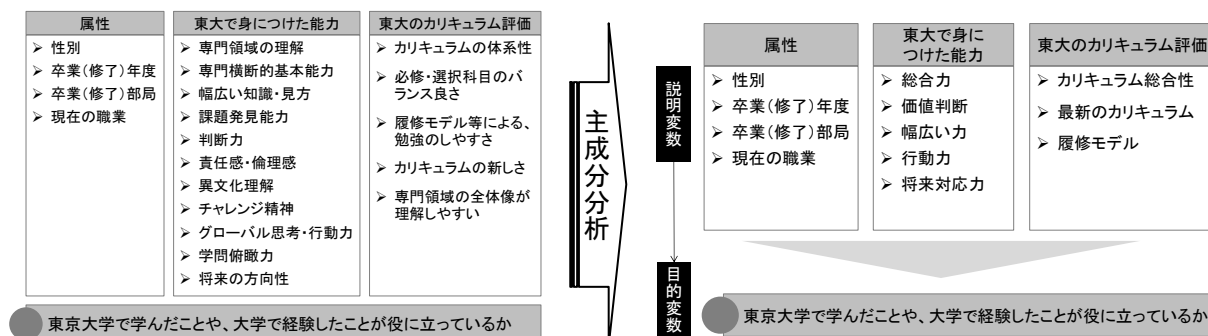 属性
➢ 性別
➢ 卒業(修了)年度
➢ 卒業(修了)部局
➢ 現在の職業
東大で身につけた能力
➢ 専門領域の理解
➢ 専門横断的基本能力
➢ 幅広い知識・見方
➢ 課題発見能力
➢ 判断力
➢ 責任感・倫理感
➢ 異文化理解
➢ チャレンジ精神
➢ グローバル思考・行動力
➢ 学問俯瞰力
➢ 将来の方向性
東大のカリキュラム評価
➢ カリキュラムの体系性
➢ 必修・選択科目のバ
ランス良さ
➢ 履修モデル等による、
勉強のしやすさ
➢ カリキュラムの新しさ
➢ 専門領域の全体像が
理解しやすい
東京大学で学んだことや、大学で経験したことが役に立っているか
主成分分析
説明変数
目的変数
属性
➢ 性別
➢ 卒業(修了)年度
➢ 卒業(修了)部局
➢ 現在の職業
東大で身に
つけた能力
➢ 総合力
➢ 価値判断
➢ 幅広い力
➢ 行動力
➢ 将来対応力
東大のカリキュラム評価
➢ カリキュラム総合性
➢ 最新のカリキュラム
➢ 履修モデル
東京大学で学んだことや、大学で経験したことが役に立っているか